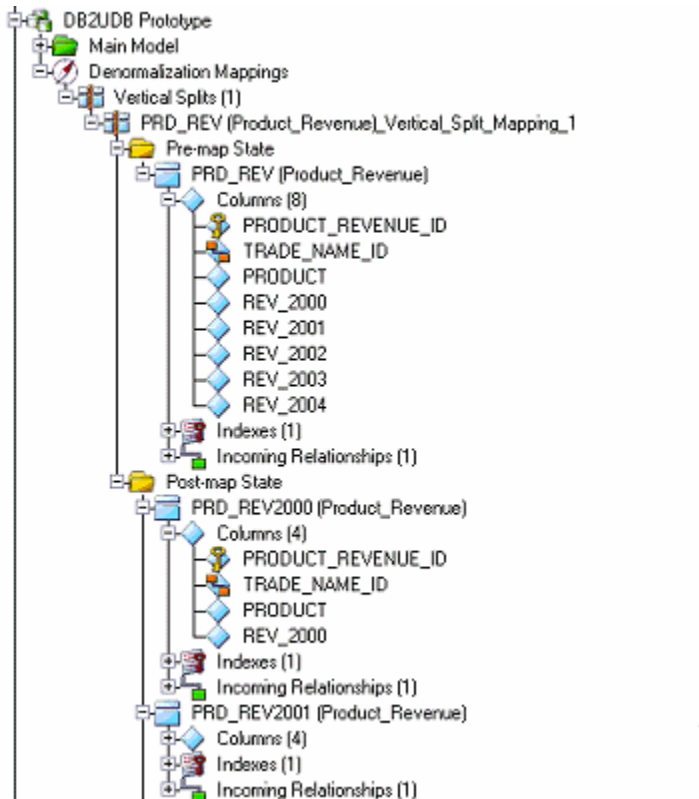 DB2UDB Prototype
Main Model
Denormalization Mappings
Vertical Splits (1)
PRD_REV (Product_Revenue)_Vertical_Split_Mapping_1
Pre-map State
PRD_REV (Product_Revenue)
Columns (8)
PRODUCT_REVENUE_ID
TRADE_NAME_ID
PRODUCT
REV_2000
REV_2001
REV_2002
REV_2003
REV_2004
Indexes (1)
Incoming Relationships (1)
Post-map State
PRD_REV2000 (Product_Revenue)
Columns (4)
PRODUCT_REVENUE_ID
TRADE_NAME_ID
PRODUCT
REV_2000
Indexes (1)
Incoming Relationships (1)
PRD_REV2001 (Product_Revenue)
Columns (4)
Indexes (1)
Incoming Relationships (1)